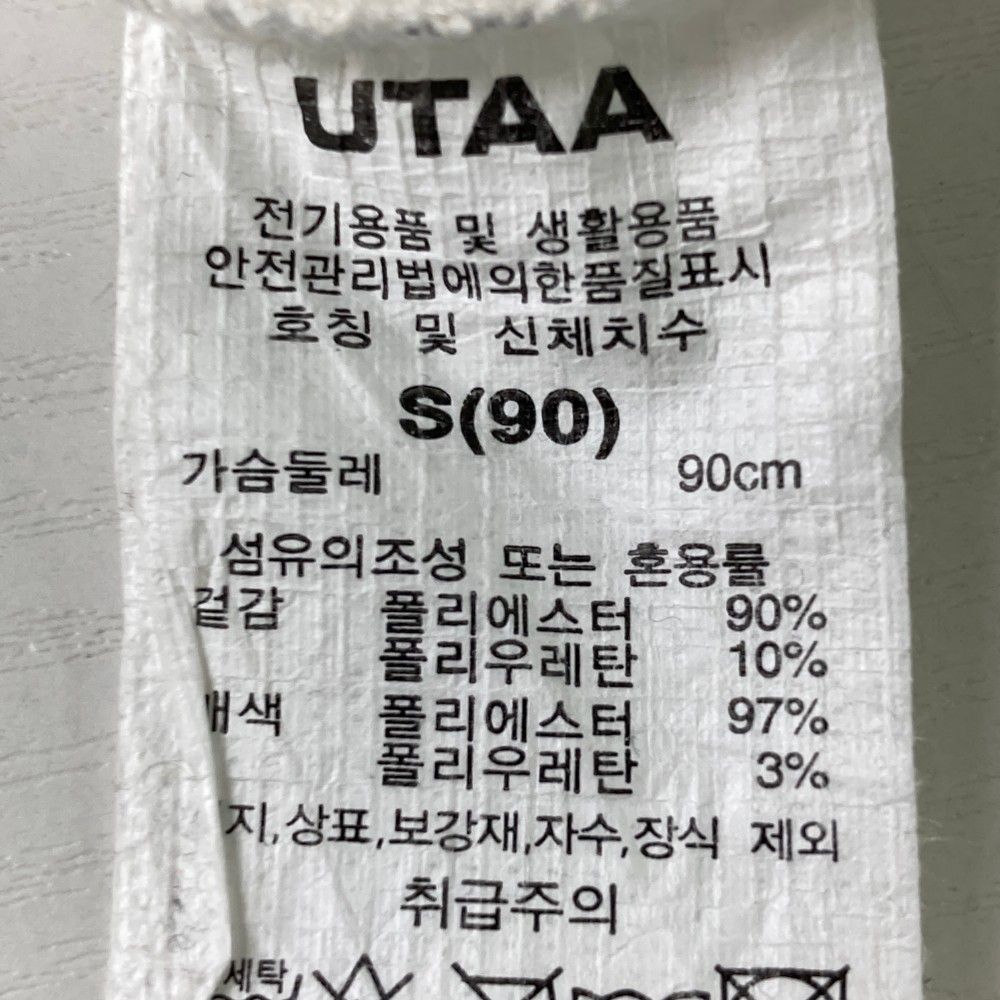 UTAA
전기용품 및 생활용품
안전관리법에의한품질표시
호칭 및 신체치수
S(90)
가슴둘레 90cm
섬유의조성 또는 혼용률
겉감 폴리에스터 90%
폴리우레탄 10%
폴리에스터 97%
폴리우레탄 3%
상표,보강재,자수,장식 제외
취급주의
세탁